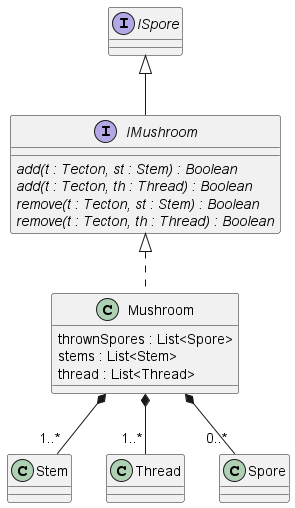 I ISpore
I IMushroom
add(t : Tecton, st : Stem) : Boolean
add(t : Tecton, th : Thread) : Boolean
remove(t : Tecton, st : Stem) : Boolean
remove(t : Tecton, th : Thread) : Boolean
C Mushroom
thrownSpores : List<Spore>
stems : List<Stem>
thread : List<Thread>
1..* 1..* 0..*
C Stem C Thread C Spore